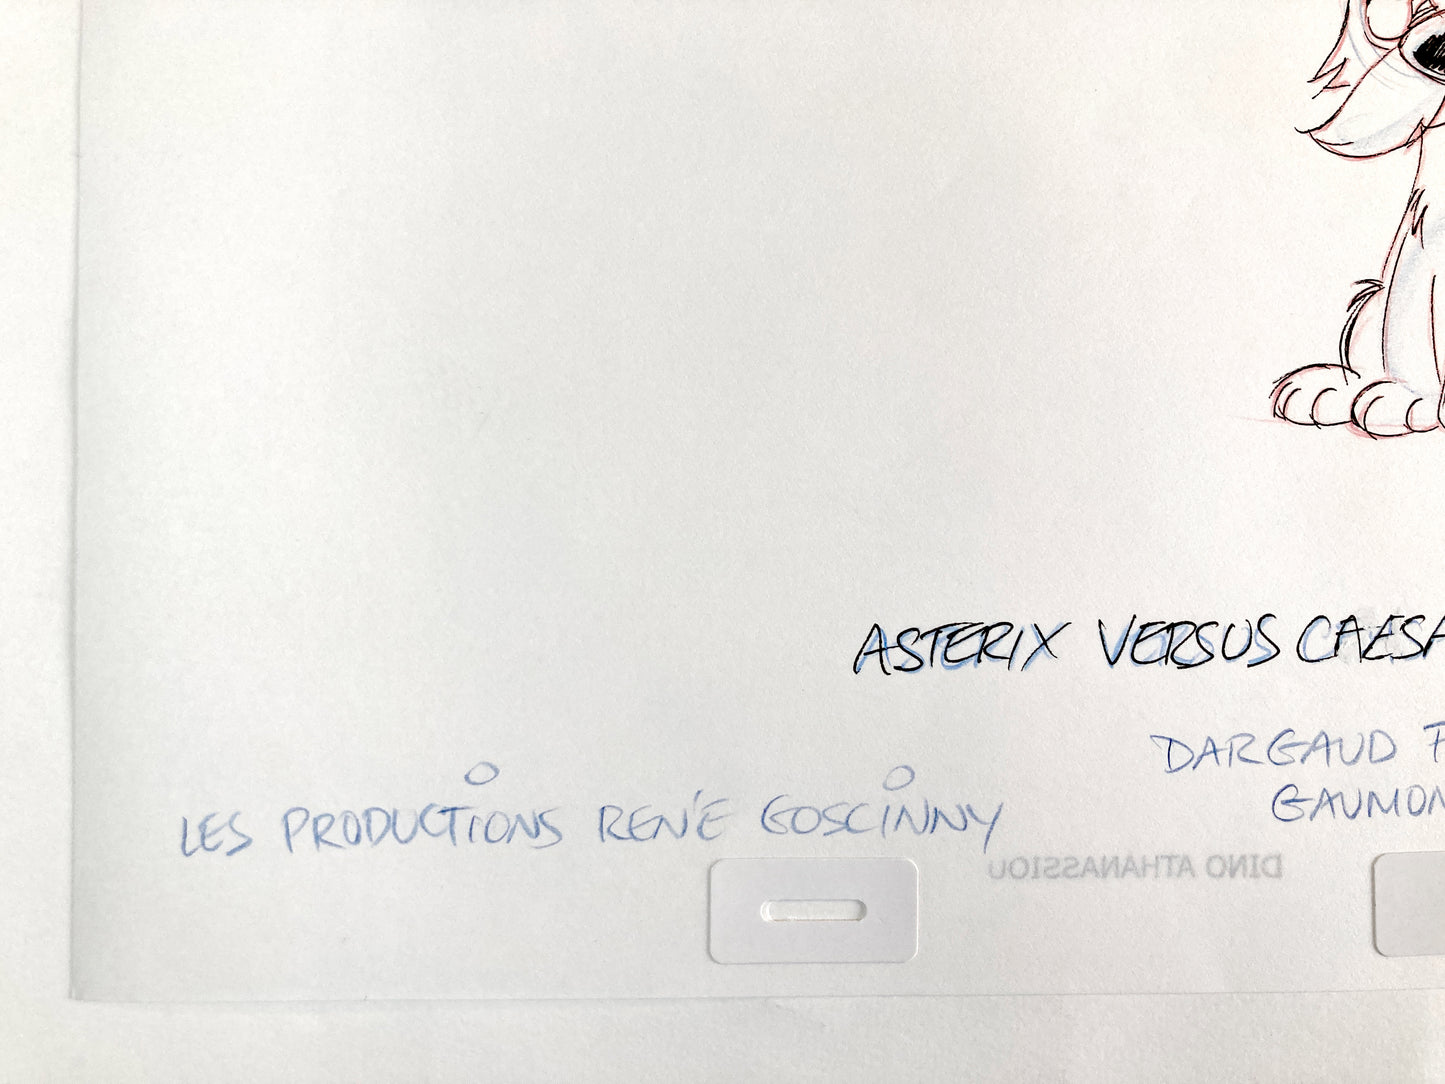 ASTERIX VERSUS CAESA
DARGAUD F
GAUMON
LES PRODUCTIONS RENÉ GOSCINNY
DINO ATHANASSIOU